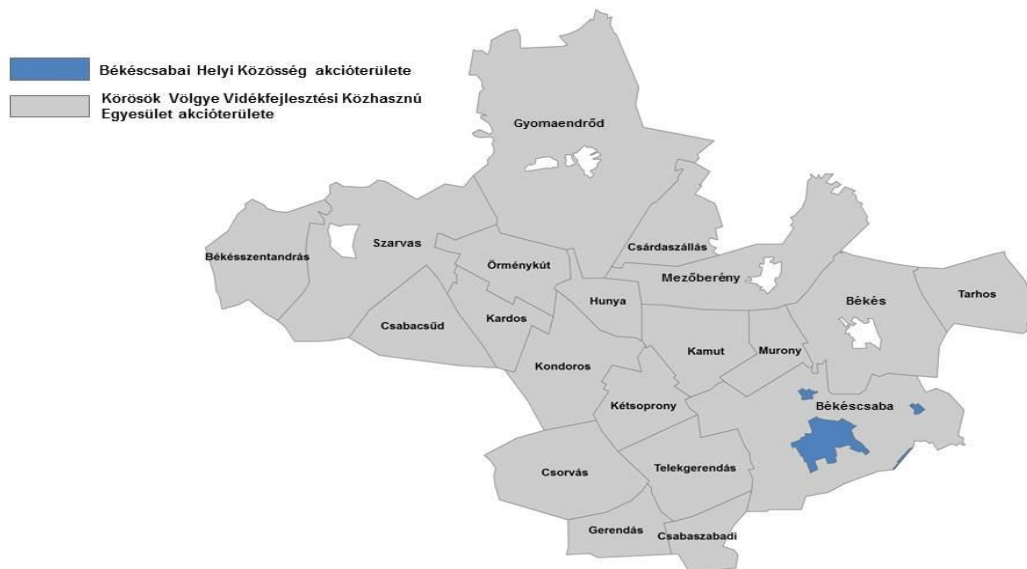 Békéscsabai Helyi Közösség akcióterülete
Körösök Völgye Vidékfejlesztési Közhasznú
Egyesület akcióterülete
Gyomaendrőd
Szarvas
Csárdaszállás
Békésszentandrás
Örménykút
Mezőberény
Hunya
Békés
Tarhos
Kardos
Csabacsűd
Kondoros
Kamut
Murony
Kétsoprony
Békéscsaba
Csorvás
Telekgerendás
Gerendás
Csabaszabadi